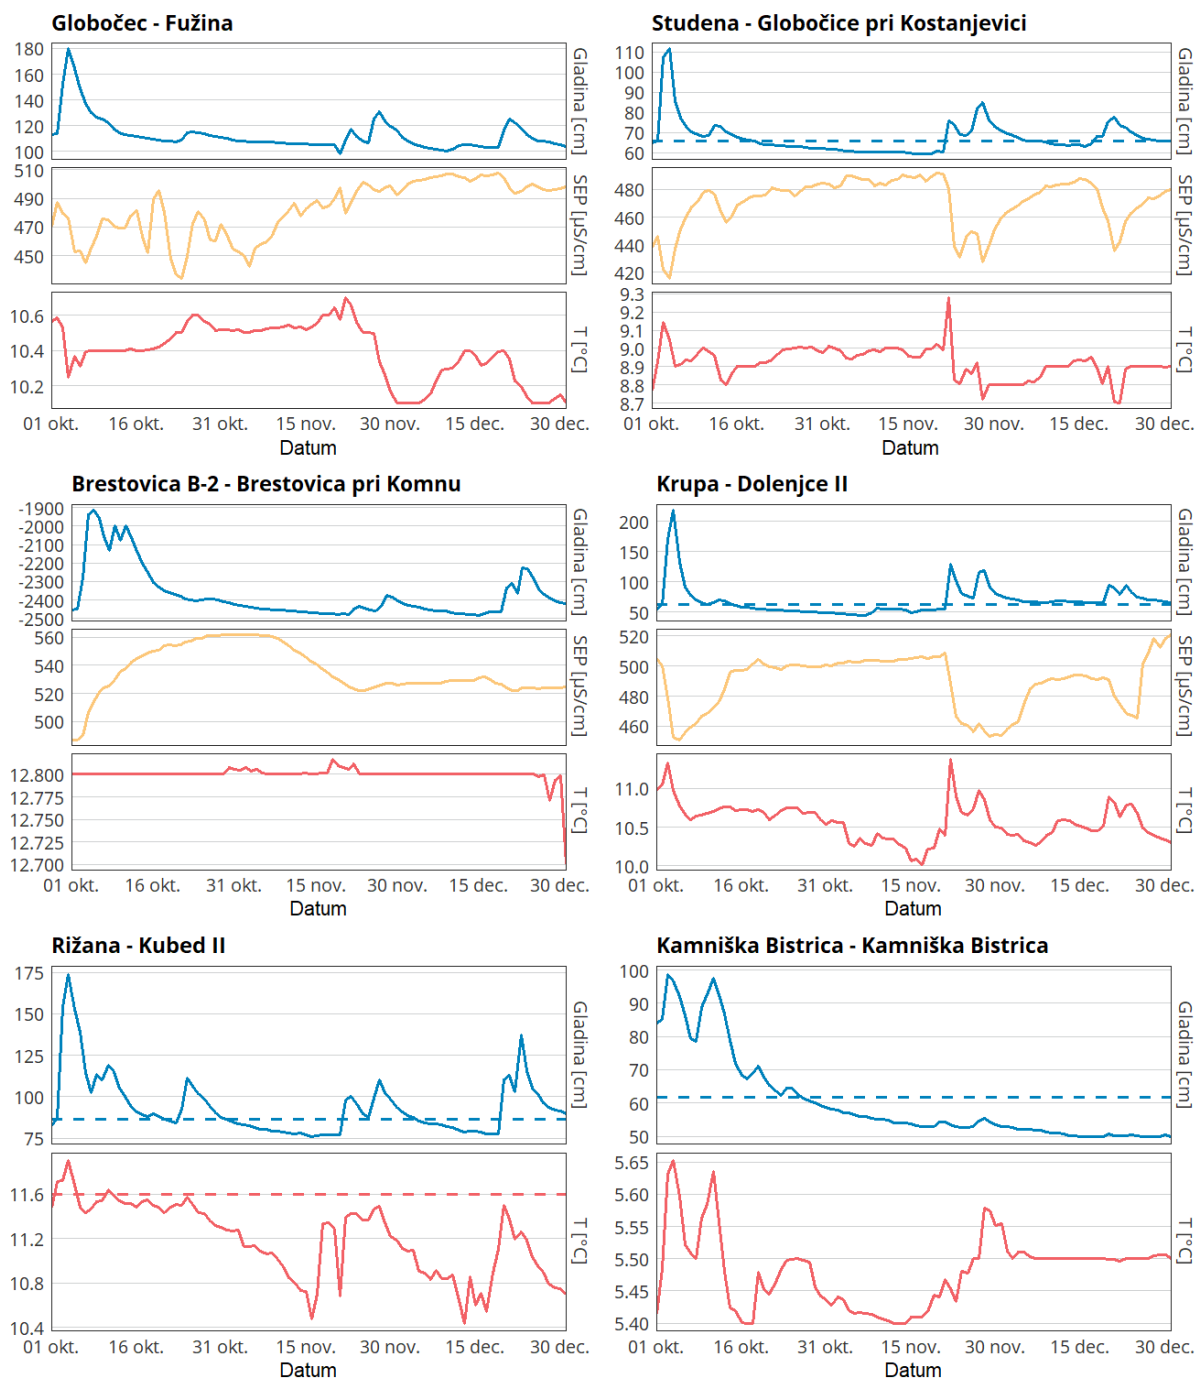 Globočec - Fužina
180
160
140
120
100
Gladina [cm]
510
490
470
450
SEP [µS/cm]
10.6
10.4
10.2
T [°C]
01 okt. 16 okt. 31 okt. 15 nov. 30 nov. 15 dec. 30 dec.
Datum
Studena - Globočice pri Kostanjevici
110
100
90
80
70
60
Gladina [cm]
480
460
440
420
SEP [µS/cm]
9.3
9.2
9.1
9.0
8.9
8.8
8.7
T [°C]
01 okt. 16 okt. 31 okt. 15 nov. 30 nov. 15 dec. 30 dec.
Datum
Brestovica B-2 - Brestovica pri Komnu
-1900
-2000
-2100
-2200
-2300
-2400
-2500
Gladina [cm]
560
540
520
500
SEP [µS/cm]
12.800
12.775
12.750
12.725
12.700
T [°C]
01 okt. 16 okt. 31 okt. 15 nov. 30 nov. 15 dec. 30 dec.
Datum
Krupa - Dolenjce II
200
150
100
50
Gladina [cm]
520
500
480
460
SEP [µS/cm]
11.0
10.5
10.0
T [°C]
01 okt. 16 okt. 31 okt. 15 nov. 30 nov. 15 dec. 30 dec.
Datum
Rižana - Kubed II
175
150
125
100
75
Gladina [cm]
11.6
11.2
10.8
10.4
T [°C]
01 okt. 16 okt. 31 okt. 15 nov. 30 nov. 15 dec. 30 dec.
Datum
Kamniška Bistrica - Kamniška Bistrica
100
90
80
70
60
50
Gladina [cm]
5.65
5.60
5.55
5.50
5.45
5.40
T [°C]
01 okt. 16 okt. 31 okt. 15 nov. 30 nov. 15 dec. 30 dec.
Datum